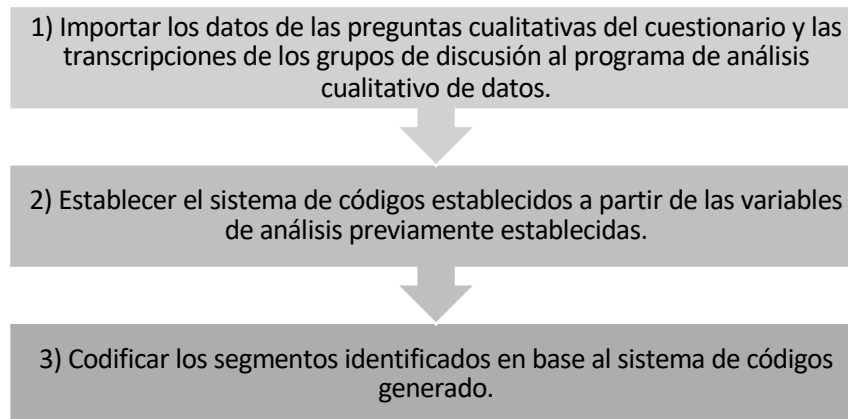 1) Importar los datos de las preguntas cualitativas del cuestionario y las
transcripciones de los grupos de discusión al programa de análisis
cualitativo de datos.
2) Establecer el sistema de códigos establecidos a partir de las variables
de análisis previamente establecidas.
3) Codificar los segmentos identificados en base al sistema de códigos
generado.